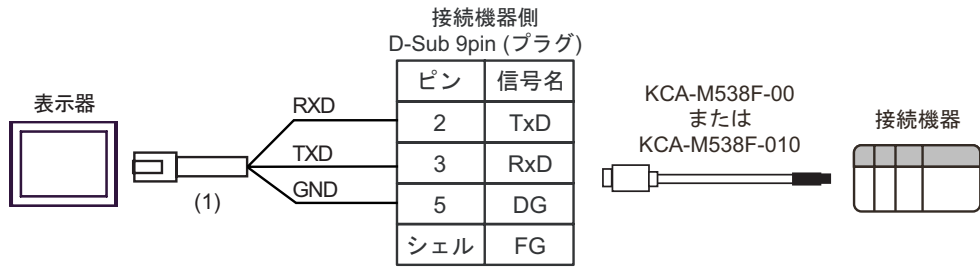 接続機器側
D-Sub 9pin (プラグ)
ピン 信号名
2 TxD
3 RxD
5 DG
シェル FG
表示器
RXD
TXD
GND
(1)
KCA-M538F-00
または
KCA-M538F-010
接続機器